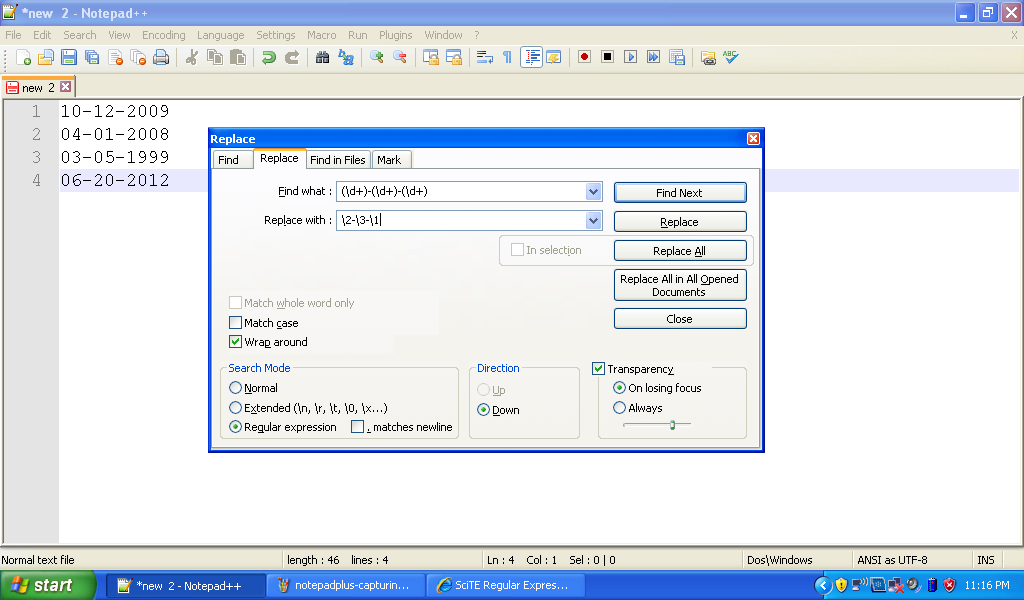 *new  2 - Notepad++
File Edit Search View Encoding Language Settings Macro Run Plugins Window ? X
new  2
1 10-12-2009
2 04-01-2008
3 03-05-1999
4 06-20-2012
Replace
Find Replace Find in Files Mark
Find what : (\d+)-(\d+)-(\d+) Find Next
Replace with : \2-\3-\1 Replace
In selection Replace All
Replace All in All Opened
Documents
Match whole word only
Close
Match case
Wrap around
Search Mode Direction Transparency
Normal Up On losing focus
Extended (\n, \r, \t, \0, \x...) Down Always
Regular expression . matches newline
Normal text file length : 46 lines : 4 Ln : 4 Col : 1 Sel : 0 | 0 Dos\Windows ANSI as UTF-8 INS
start *new  2 - Notepad++ notepadplus-capturin... SciTE Regular Expres... 11:16 PM